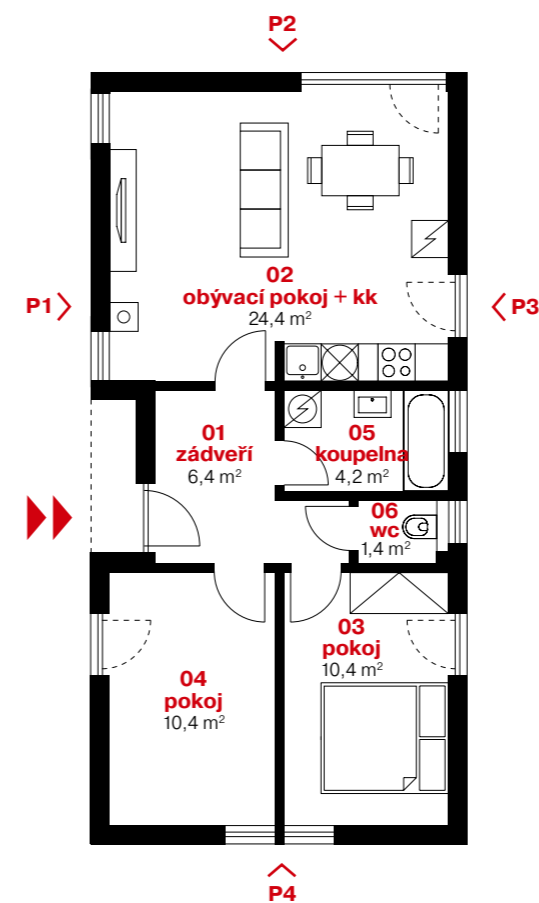 P2
02
obývací pokoj + kk
24,4 m²
P1
P3
01
zádveří
6,4 m²
05
koupelna
4,2 m²
06
wc
1,4 m²
03
pokoj
10,4 m²
04
pokoj
10,4 m²
P4